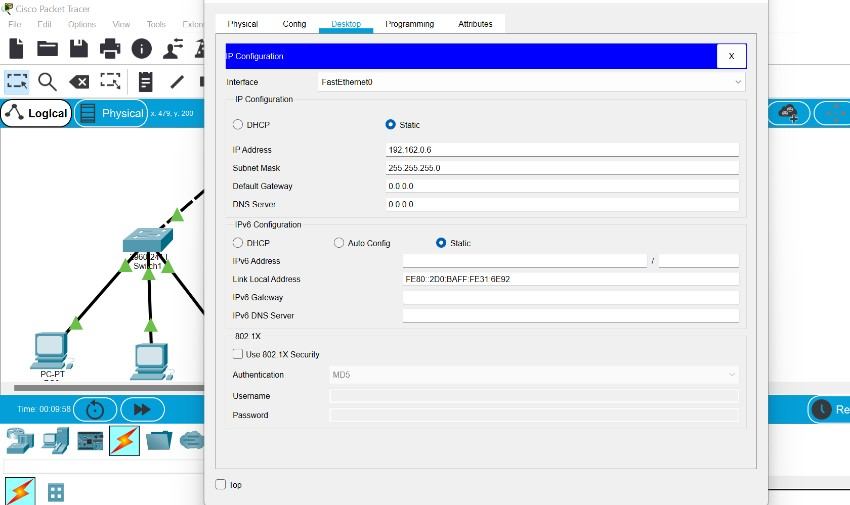 Cisco Packet Tracer
File Edit Options View Tools Exten
Logical Physical x: 479, y: 200
Switch1
PC-PT
Time: 00:09:58
Physical Config Desktop Programming Attributes
IP Configuration X
Interface FastEthernet0
IP Configuration
DHCP Static
IP Address 192.162.0.6
Subnet Mask 255.255.255.0
Default Gateway 0.0.0.0
DNS Server 0.0.0.0
IPv6 Configuration
DHCP Auto Config Static
IPv6 Address /
Link Local Address FE80::2D0:BAFF:FE31:6E92
IPv6 Gateway
IPv6 DNS Server
802.1X
Use 802.1X Security
Authentication MD5
Username
Password
Top
Re